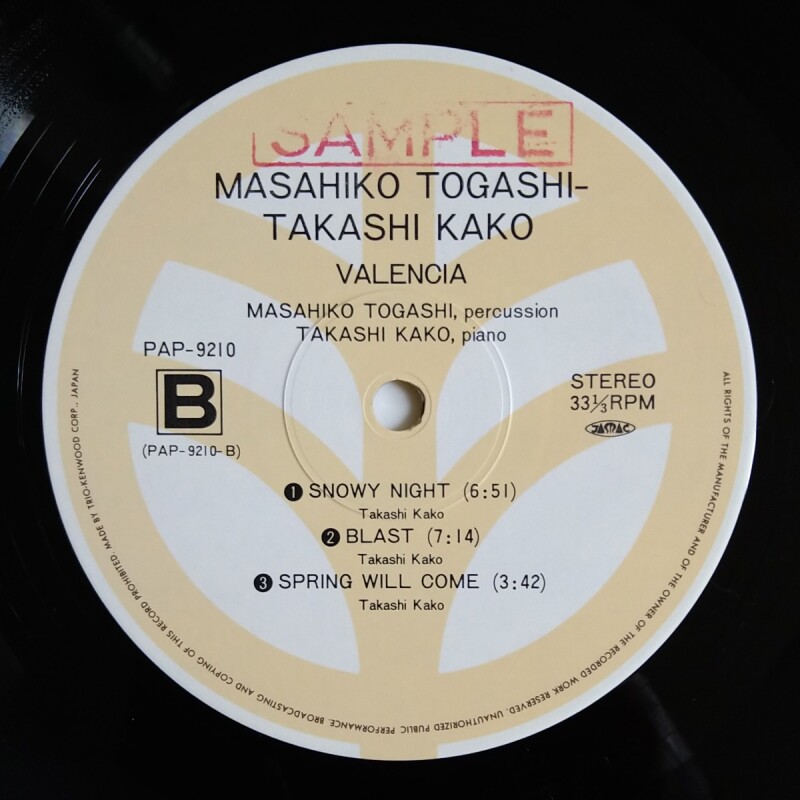 SAMPLE
MASAHIKO TOGASHI-
TAKASHI KAKO
VALENCIA
MASAHIKO TOGASHI, percussion
TAKASHI KAKO, piano
PAP-9210
B
(PAP-9210-B)
STEREO
33⅓RPM
JASRAC
❶ SNOWY NIGHT (6:51)
Takashi Kako
❷ BLAST (7:14)
Takashi Kako
❸ SPRING WILL COME (3:42)
Takashi Kako
ALL RIGHTS OF THE MANUFACTURER AND OF THE OWNER OF THE RECORDED WORK RESERVED. UNAUTHORIZED PUBLIC PERFORMANCE. BROADCASTING AND COPYING OF THIS RECORD PROHIBITED. MADE BY TRIO-KENWOOD CORP., JAPAN